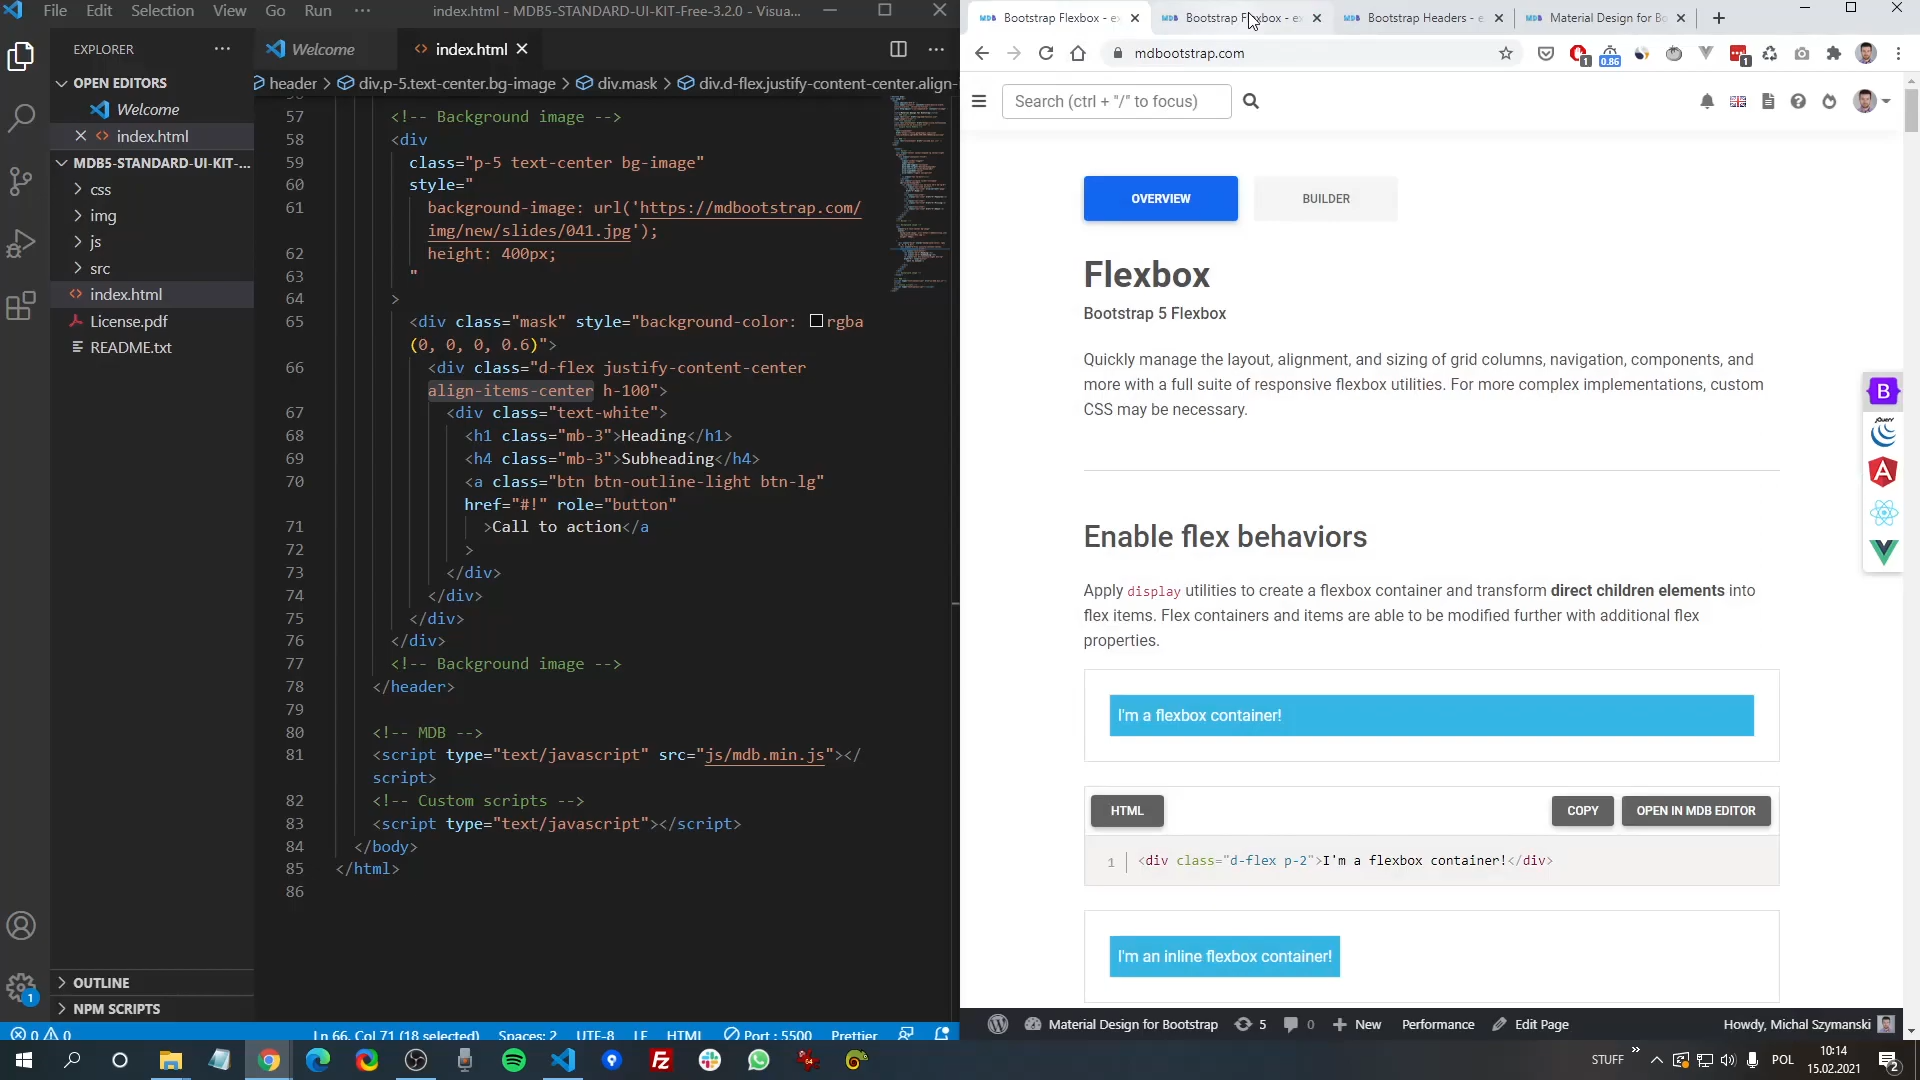 File Edit Selection View Go Run ··· index.html - MDB5-STANDARD-UI-KIT-Free-3.2.0 - Visua...
EXPLORER
OPEN EDITORS
Welcome
index.html
MDB5-STANDARD-UI-KIT-...
css
img
js
src
index.html
License.pdf
README.txt
OUTLINE
NPM SCRIPTS
1
Welcome
index.html
header > div.p-5.text-center.bg-image > div.mask > div.d-flex.justify-content-center.align-
57 <!-- Background image -->
58 <div
59 class="p-5 text-center bg-image"
60 style="
61 background-image: url('https://mdbootstrap.com/
img/new/slides/041.jpg');
62 height: 400px;
63 "
64 >
65 <div class="mask" style="background-color: rgba
(0, 0, 0, 0.6)">
66 <div class="d-flex justify-content-center
align-items-center h-100">
67 <div class="text-white">
68 <h1 class="mb-3">Heading</h1>
69 <h4 class="mb-3">Subheading</h4>
70 <a class="btn btn-outline-light btn-lg"
href="#!" role="button"
71 >Call to action</a
72 >
73 </div>
74 </div>
75 </div>
76 </div>
77 <!-- Background image -->
78 </header>
79
80 <!-- MDB -->
81 <script type="text/javascript" src="js/mdb.min.js"></
script>
82 <!-- Custom scripts -->
83 <script type="text/javascript"></script>
84 </body>
85 </html>
86
0 0 Ln 66, Col 71 (18 selected) Spaces: 2 UTF-8 LF HTML Port : 5500 Prettier
Bootstrap Flexbox - e
Bootstrap Flexbox - e
Bootstrap Headers - e
Material Design for Bo
mdbootstrap.com
1
0.86
1
Search (ctrl + "/" to focus)
OVERVIEW
BUILDER
Flexbox
Bootstrap 5 Flexbox
Quickly manage the layout, alignment, and sizing of grid columns, navigation, components, and
more with a full suite of responsive flexbox utilities. For more complex implementations, custom
CSS may be necessary.
B
jQuery
Enable flex behaviors
Apply display utilities to create a flexbox container and transform direct children elements into
flex items. Flex containers and items are able to be modified further with additional flex
properties.
I'm a flexbox container!
HTML
COPY
OPEN IN MDB EDITOR
1 <div class="d-flex p-2">I'm a flexbox container!</div>
I'm an inline flexbox container!
Material Design for Bootstrap 5 0 New Performance Edit Page Howdy, Michal Szymanski
STUFF POL 10:14
15.02.2021
2